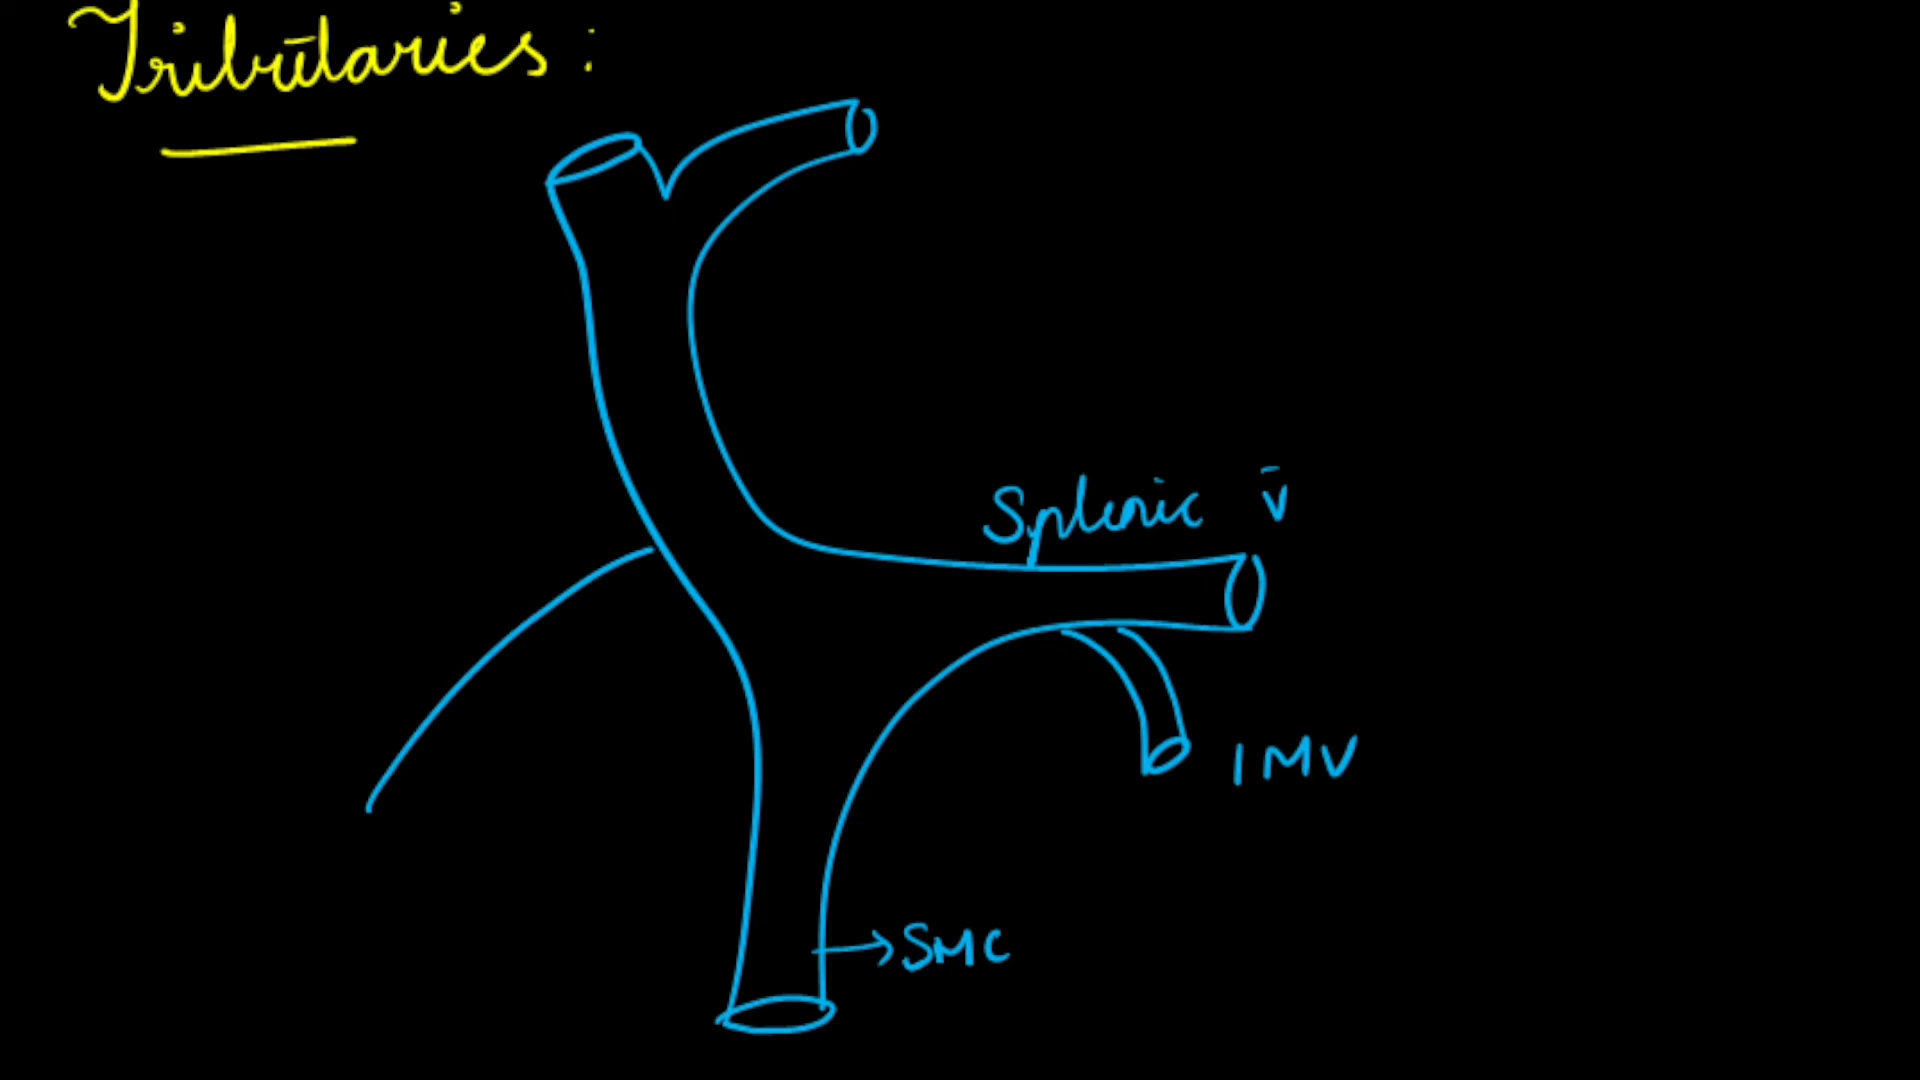 Tributaries :
Splenic v̄
IMV
→SMC